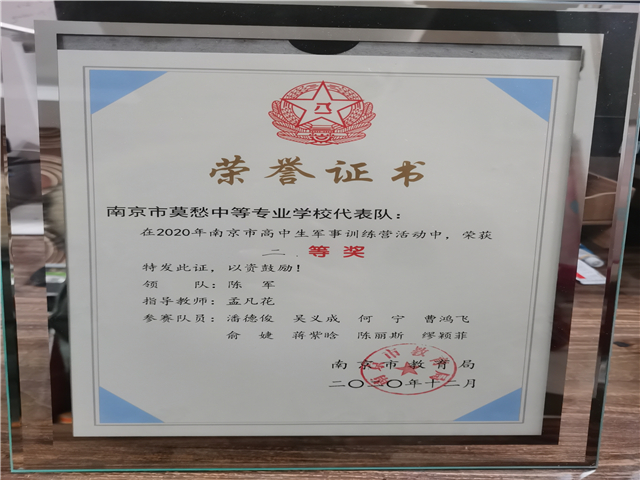 荣誉证书
南京市莫愁中等专业学校代表队：
在2020年南京市高中生军事训练营活动中，荣获
二 等奖
特发此证，以资鼓励！
领 队：陈 军
指导教师：孟凡花
参赛队员：潘德俊 吴义成 何 宁 曹鸿飞
俞 婕 蒋紫晗 陈丽斯 缪颖菲
南京市教育局
二〇二〇年十二月